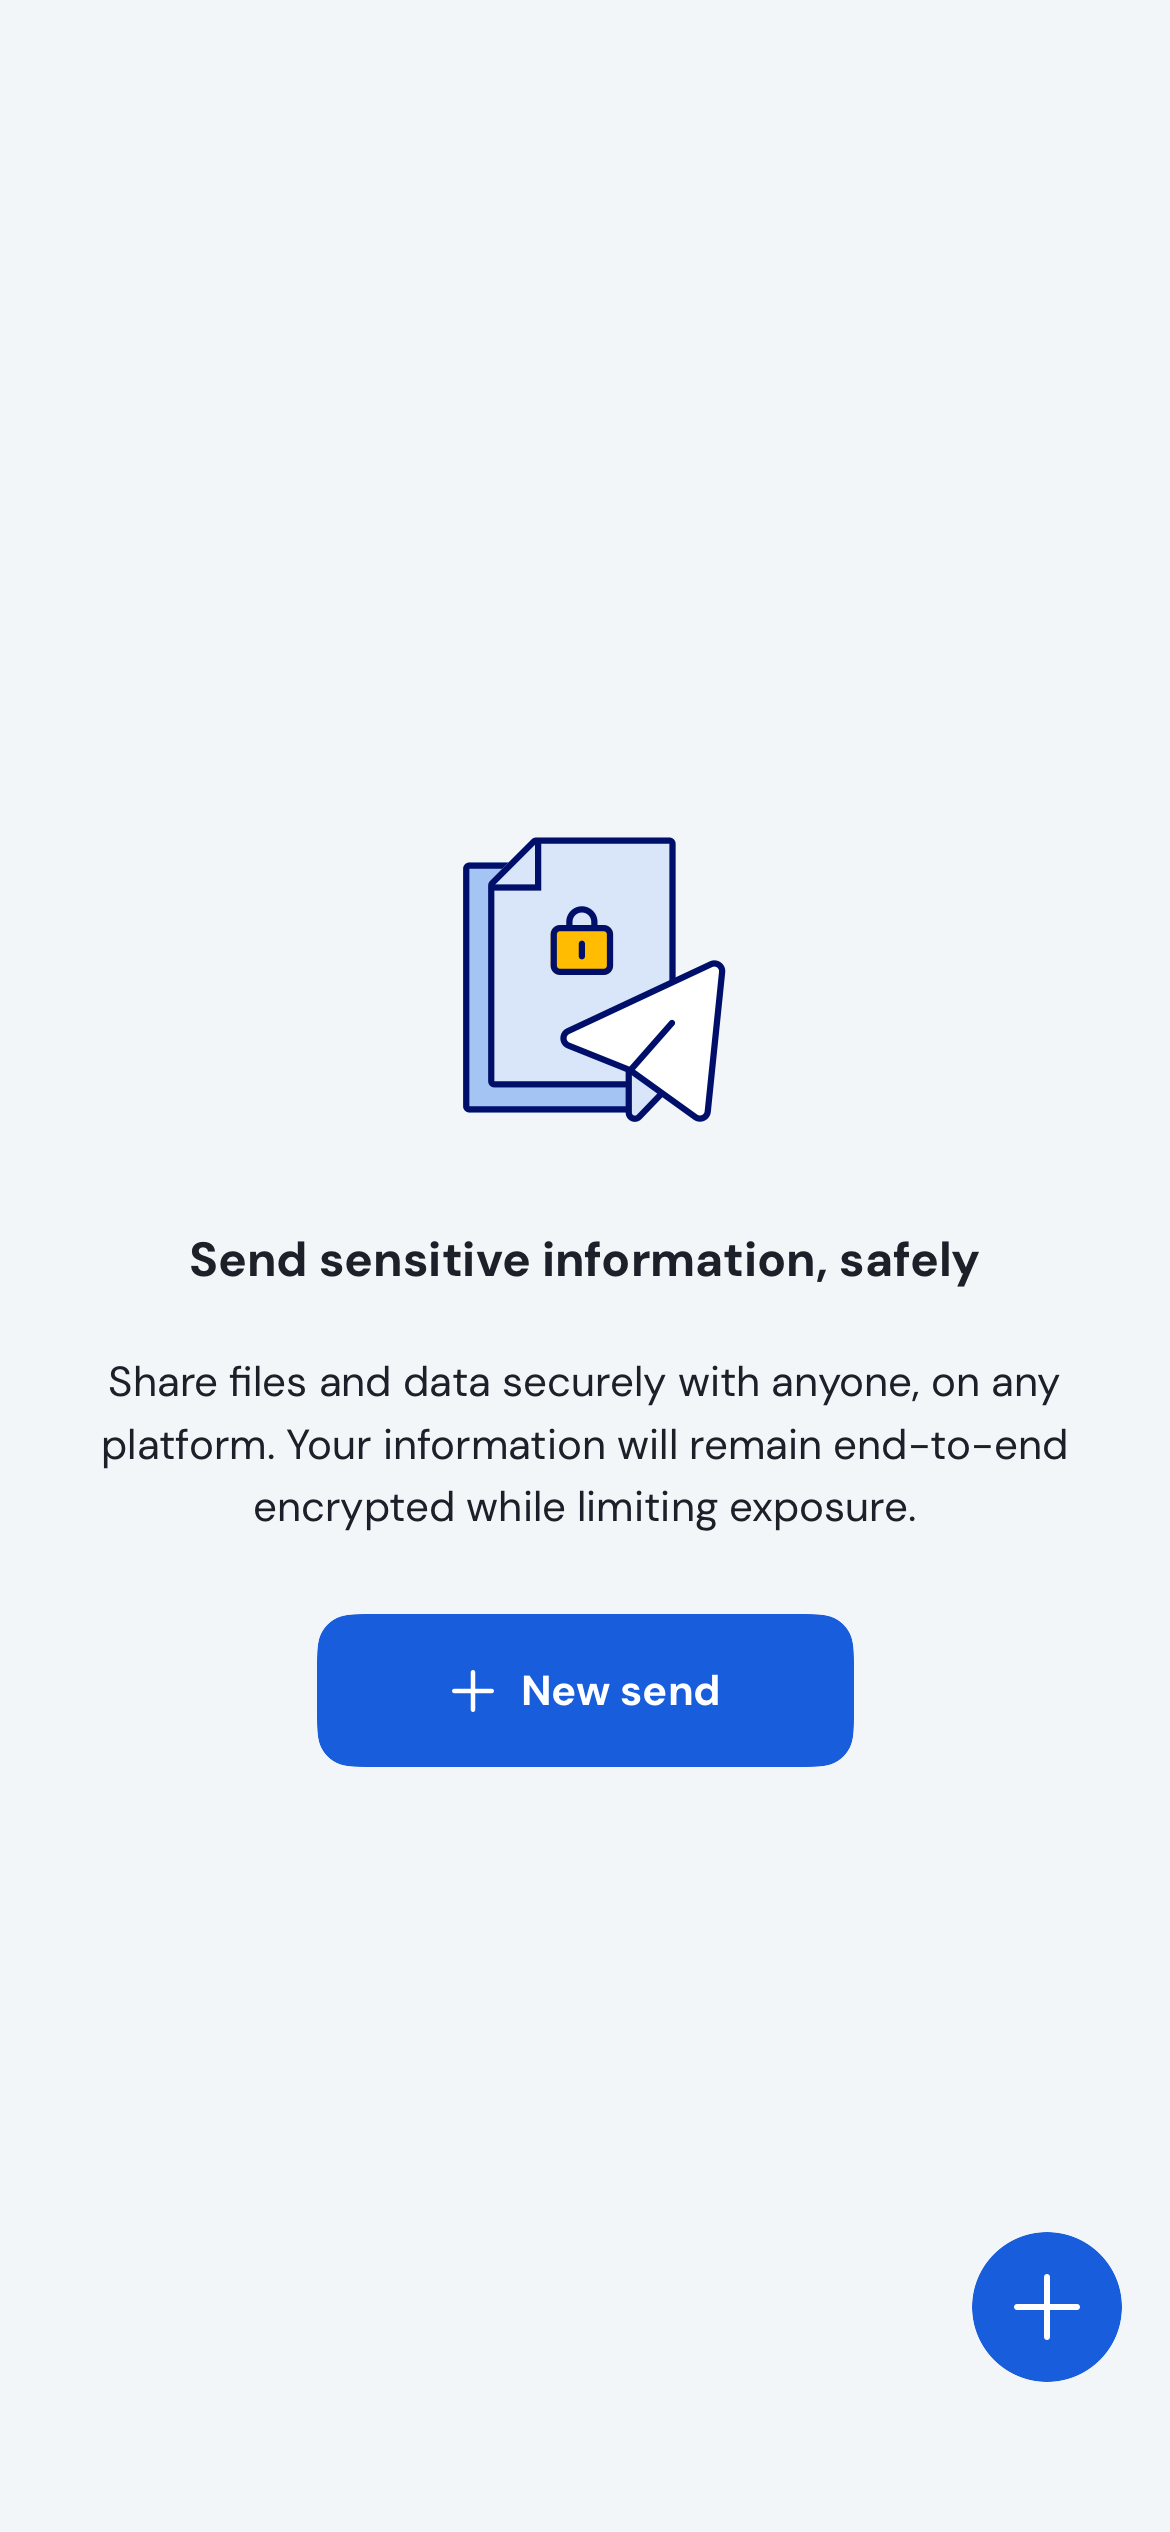 Send sensitive information, safely
Share files and data securely with anyone, on any
platform. Your information will remain end-to-end
encrypted while limiting exposure.
New send